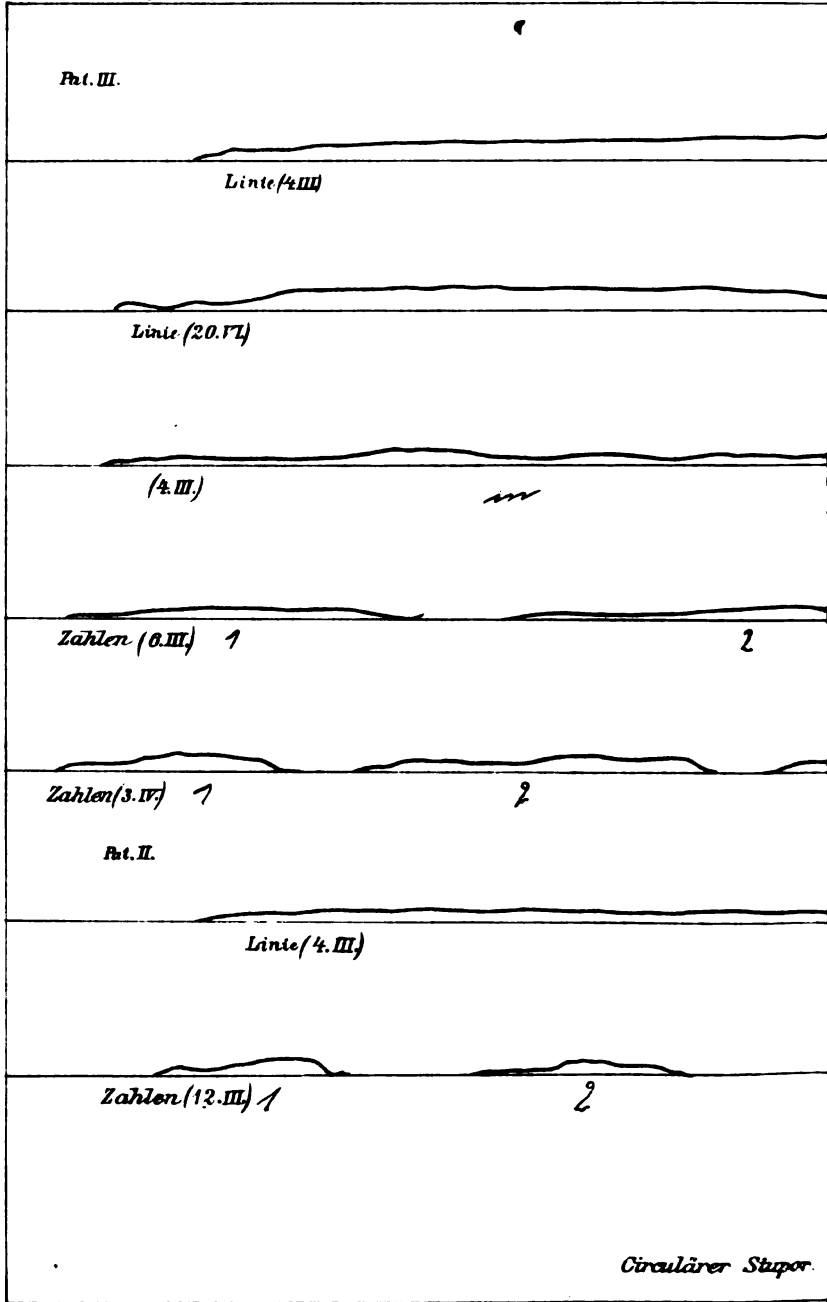 Pat. III.
Linie (4.III)
Linie (20.VI.)
(4.III.)
in
Zahlen (6.III.) 1 2
Zahlen (3.IV.) 1 2
Pat. II.
Linie (4.III.)
Zahlen (12.III.) 1 2
Circulärer Stupor.